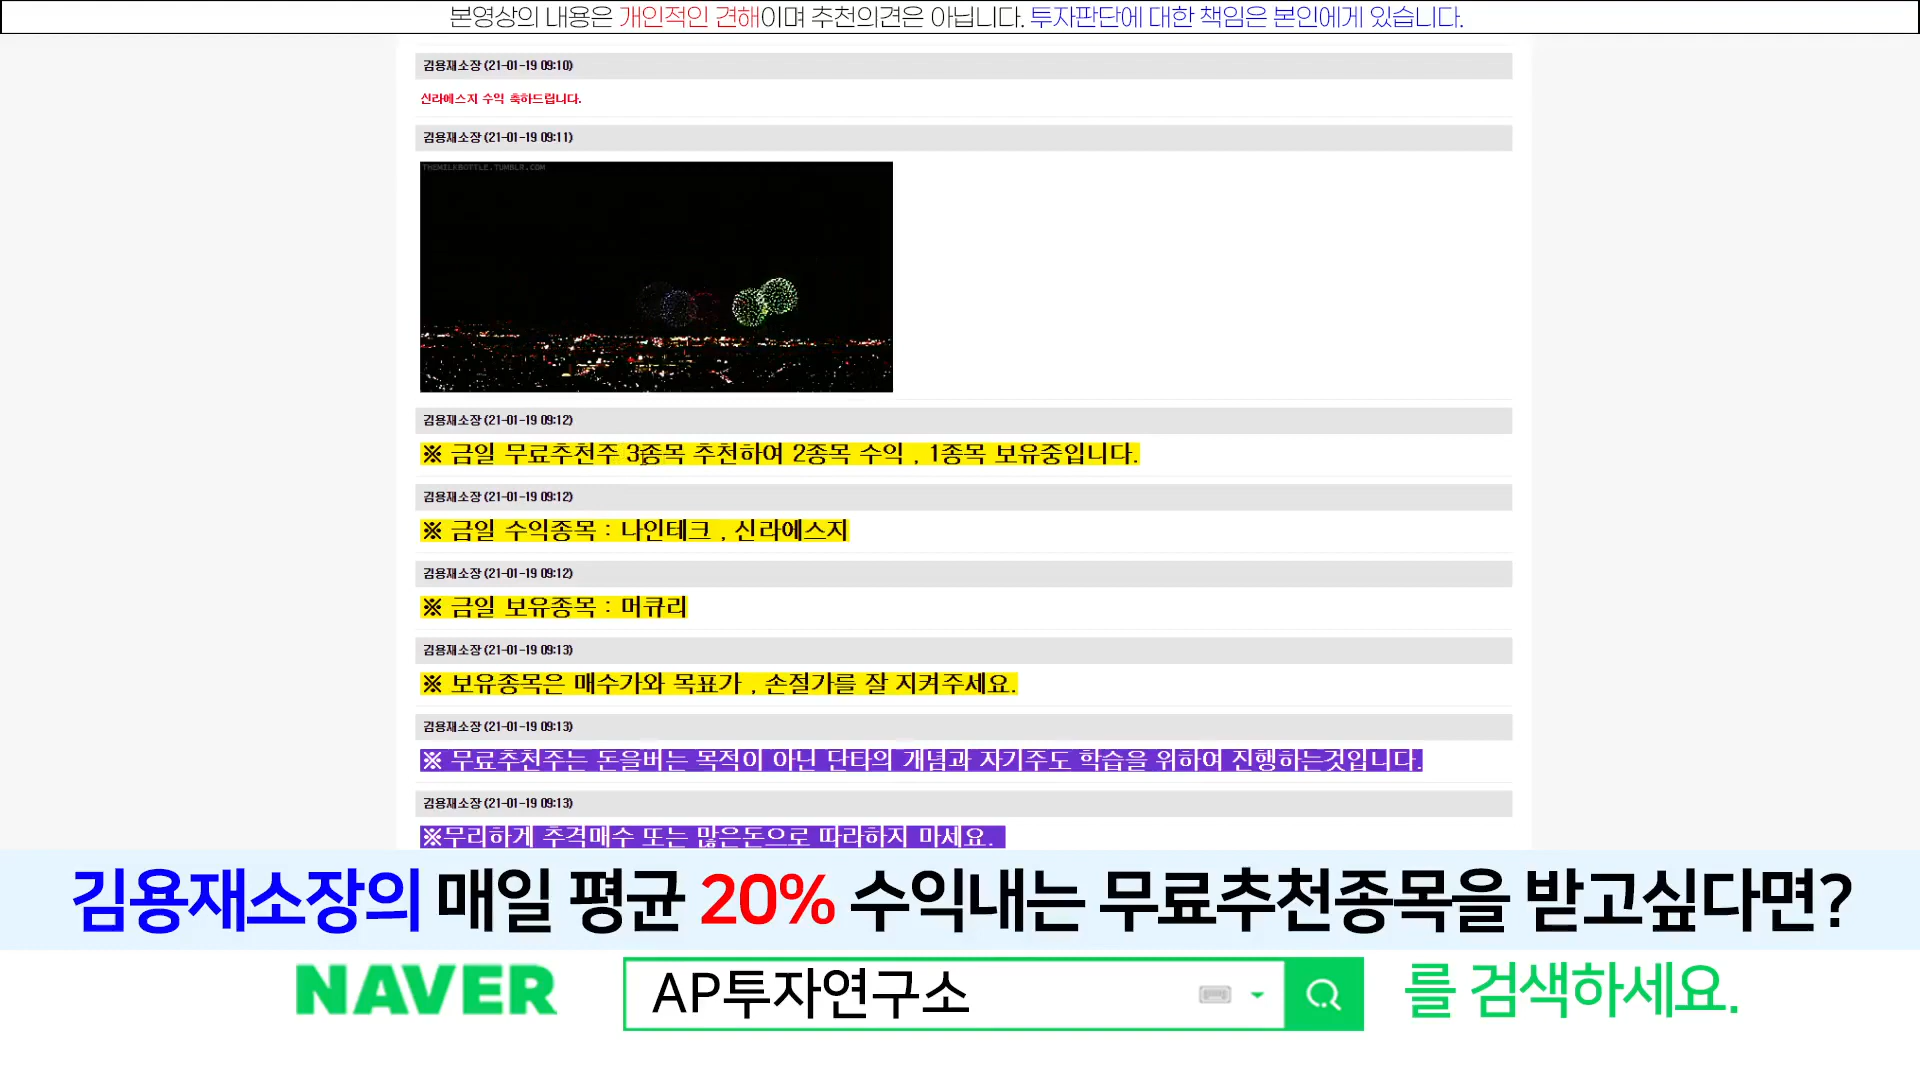 본영상의 내용은 개인적인 견해이며 추천의견은 아닙니다. 투자판단에 대한 책임은 본인에게 있습니다.
김용재소장 (21-01-19 09:10)
신라에스지 수익 축하드립니다.
김용재소장 (21-01-19 09:11)
THEMILKBOTTLE.TUMBLR.COM
김용재소장 (21-01-19 09:12)
※ 금일 무료추천주 3종목 추천하여 2종목 수익 , 1종목 보유중입니다.
김용재소장 (21-01-19 09:12)
※ 금일 수익종목 : 나인테크 , 신라에스지
김용재소장 (21-01-19 09:12)
※ 금일 보유종목 : 머큐리
김용재소장 (21-01-19 09:13)
※ 보유종목은 매수가와 목표가 , 손절가를 잘 지켜주세요.
김용재소장 (21-01-19 09:13)
※ 무료추천주는 돈을버는 목적이 아닌 단타의 개념과 자기주도 학습을 위하여 진행하는것입니다.
김용재소장 (21-01-19 09:13)
※무리하게 추격매수 또는 많은돈으로 따라하지 마세요.
김용재소장의 매일 평균 20% 수익내는 무료추천종목을 받고싶다면?
NAVER AP투자연구소 를 검색하세요.